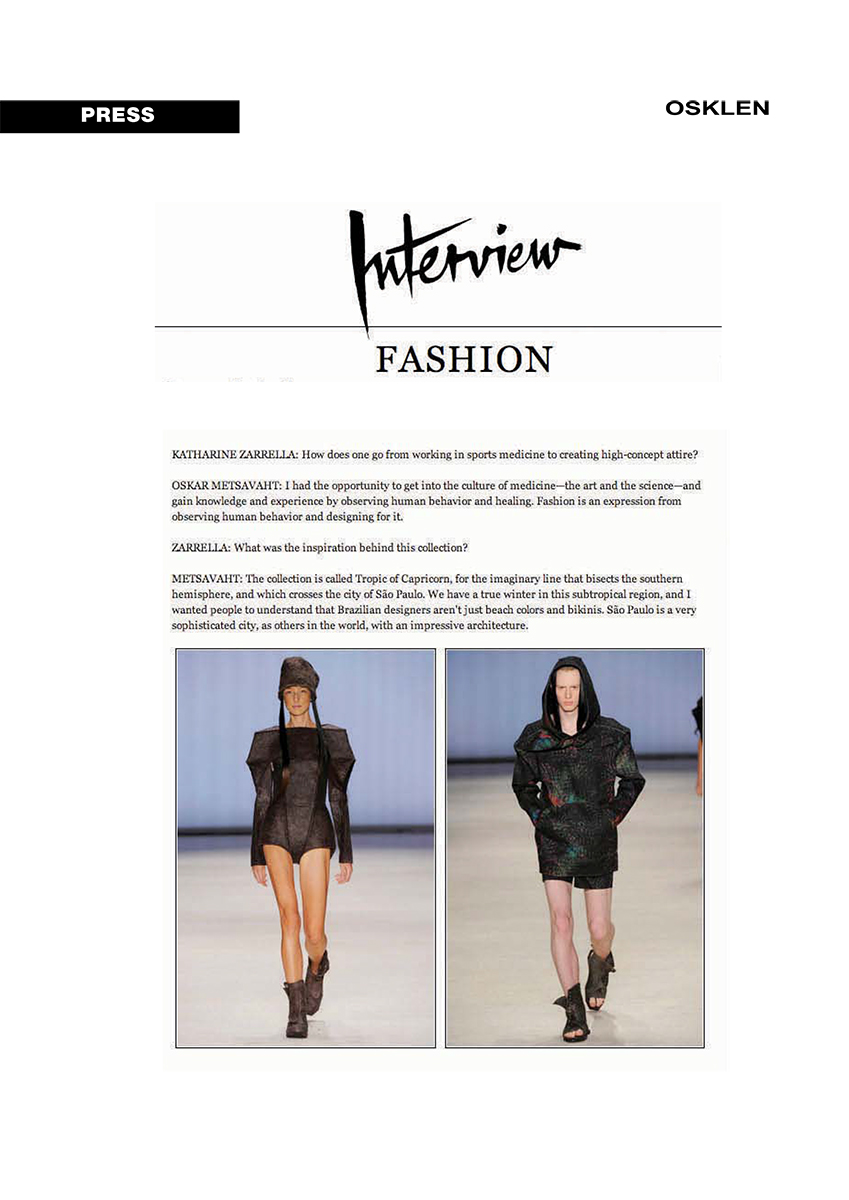 PRESS
OSKLEN
Interview
FASHION
KATHARINE ZARRELLA: How does one go from working in sports medicine to creating high-concept attire?
OSKAR METSAVAHT: I had the opportunity to get into the culture of medicine—the art and the science—and
gain knowledge and experience by observing human behavior and healing. Fashion is an expression from
observing human behavior and designing for it.
ZARRELLA: What was the inspiration behind this collection?
METSAVAHT: The collection is called Tropic of Capricorn, for the imaginary line that bisects the southern
hemisphere, and which crosses the city of São Paulo. We have a true winter in this subtropical region, and I
wanted people to understand that Brazilian designers aren't just beach colors and bikinis. São Paulo is a very
sophisticated city, as others in the world, with an impressive architecture.